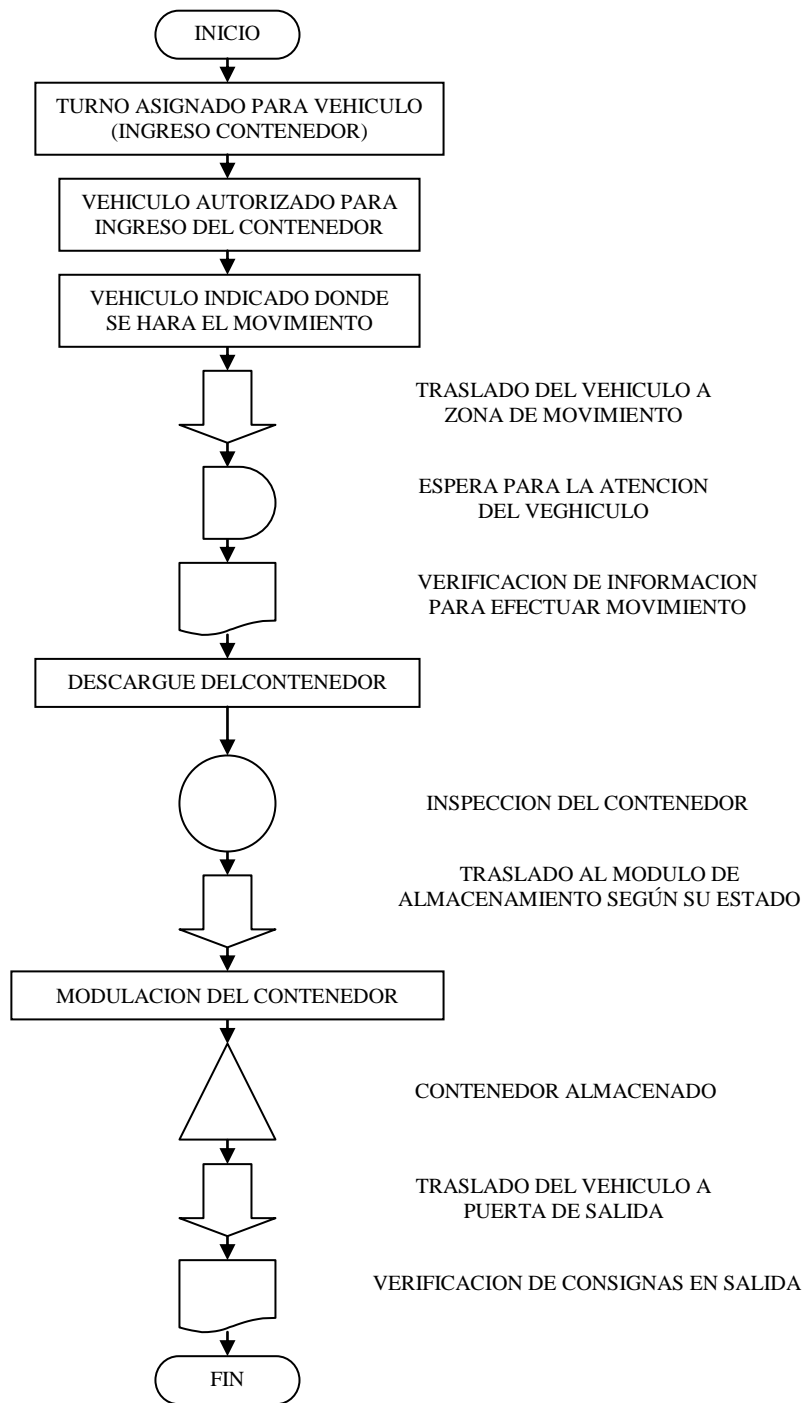 INICIO
TURNO ASIGNADO PARA VEHICULO
(INGRESO CONTENEDOR)
VEHICULO AUTORIZADO PARA
INGRESO DEL CONTENEDOR
VEHICULO INDICADO DONDE
SE HARA EL MOVIMIENTO
TRASLADO DEL VEHICULO A
ZONA DE MOVIMIENTO
ESPERA PARA LA ATENCION
DEL VEGHICULO
VERIFICACION DE INFORMACION
PARA EFECTUAR MOVIMIENTO
DESCARGUE DELCONTENEDOR
INSPECCION DEL CONTENEDOR
TRASLADO AL MODULO DE
ALMACENAMIENTO SEGÚN SU ESTADO
MODULACION DEL CONTENEDOR
CONTENEDOR ALMACENADO
TRASLADO DEL VEHICULO A
PUERTA DE SALIDA
VERIFICACION DE CONSIGNAS EN SALIDA
FIN